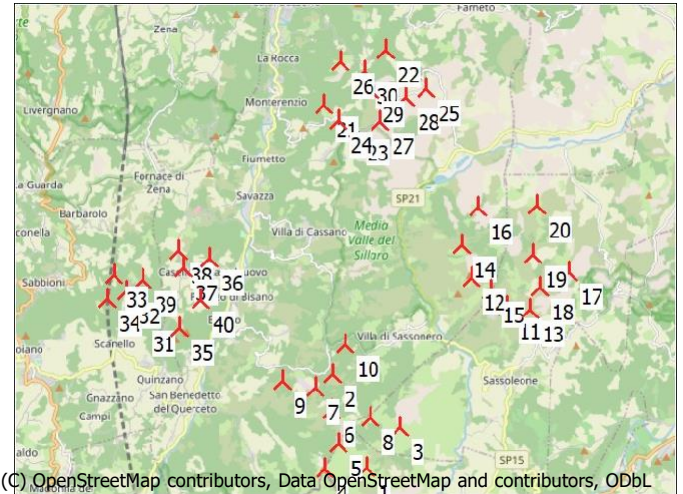 Fameto
Zena
La Rocca
22
26
30
Monterenzio
25
Livergnano
29
28
21
24
23
27
Fiumetto
Fornace di
Zena
La Guarda
SP21
Savazza
Barbarolo
16
20
conella
Villa di Cassano
Media
Valle del
Sillaro
14
19
Sabbioni
38
36
33
39
37
12
17
34
32
15
18
40
11
13
Scanello
31
oiano
35
Villa di Sassonero
10
Quinzano
Sassoleone
Gnazzano
San Benedetto
del Querceto
9
7
2
Campi
6
8
3
aldo
5
SP15
(C) OpenStreetMap contributors, Data OpenStreetMap and contributors, ODbL